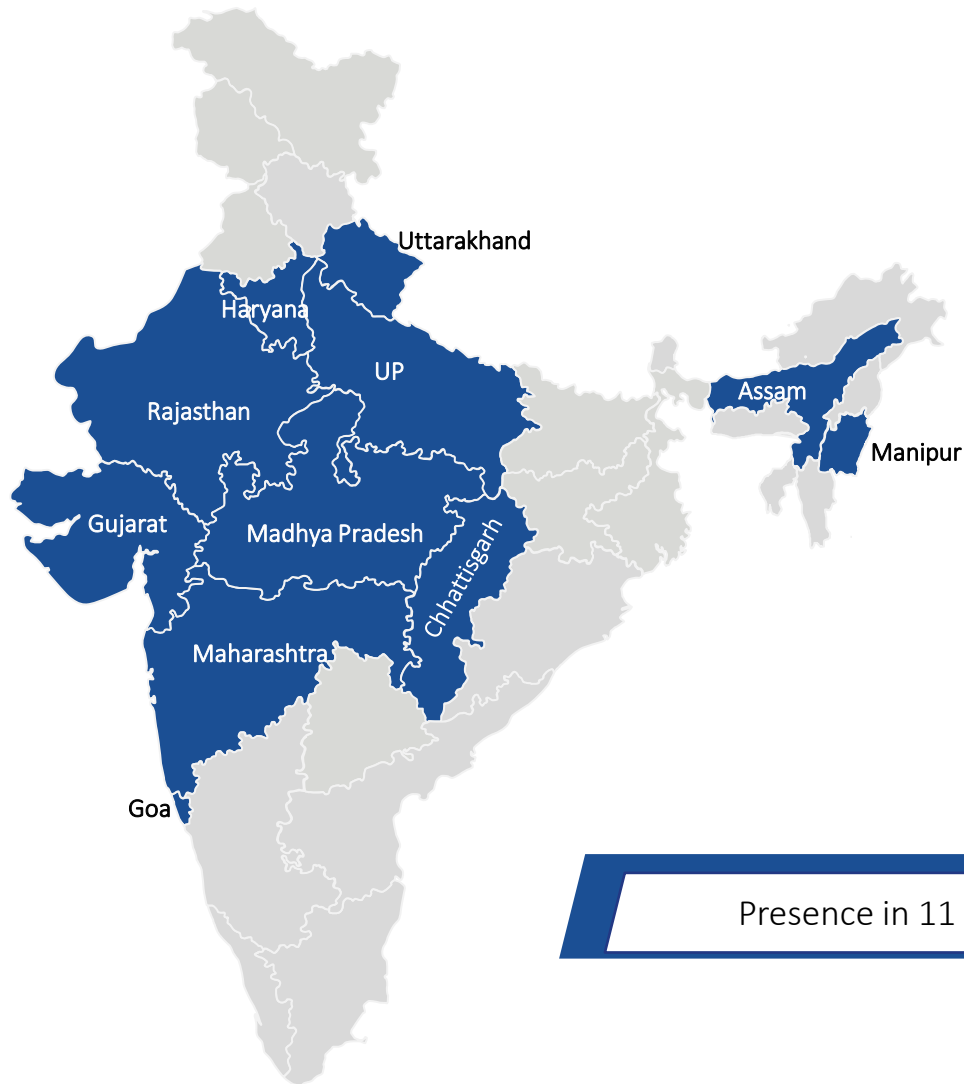 Uttarakhand
Haryana
UP
Assam
Rajasthan
Manipur
Gujarat
Madhya Pradesh
Chhattisgarh
Maharashtra
Goa
Presence in 11